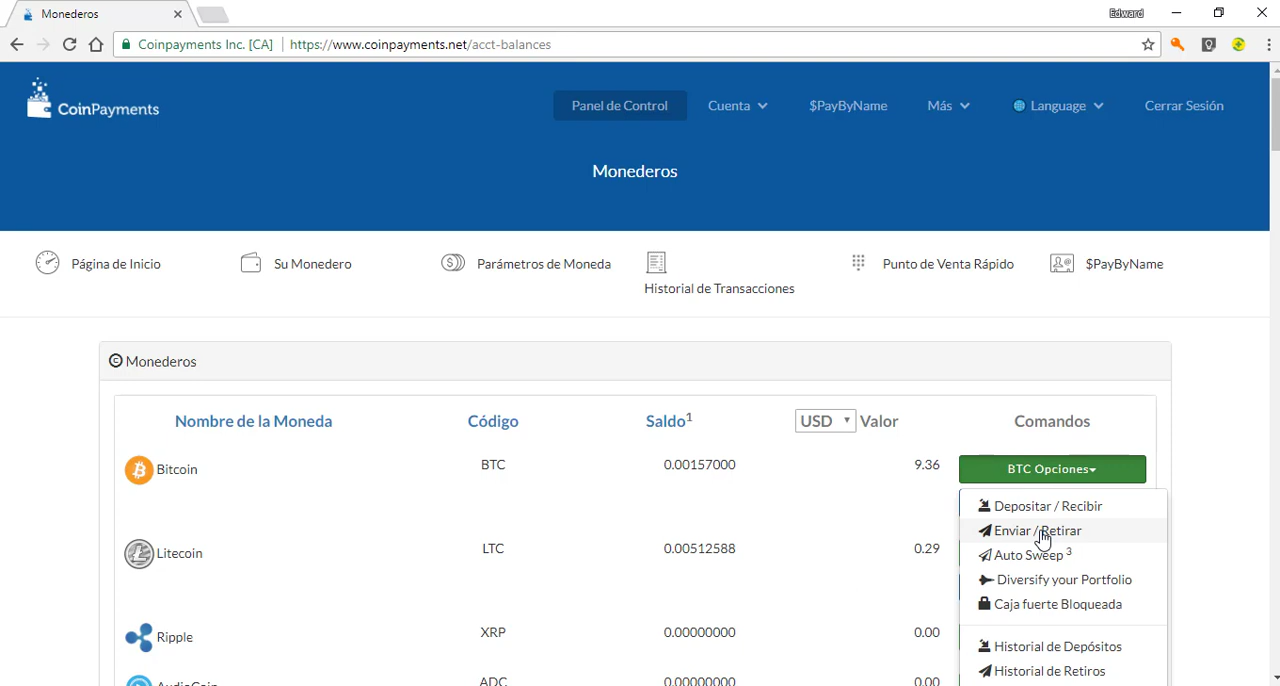 Monederos
Edward
Coinpayments Inc. [CA] https://www.coinpayments.net/acct-balances
CoinPayments
Panel de Control Cuenta $PayByName Más Language Cerrar Sesión
Monederos
Página de Inicio Su Monedero Parámetros de Moneda Historial de Transacciones Punto de Venta Rápido $PayByName
Monederos
Nombre de la Moneda Código Saldo1 USD Valor Comandos
Bitcoin BTC 0.00157000 9.36 BTC Opciones
Depositar / Recibir
Enviar / Retirar
Auto Sweep 3
Diversify your Portfolio
Caja fuerte Bloqueada
Historial de Depósitos
Historial de Retiros
Litecoin LTC 0.00512588 0.29
Ripple XRP 0.00000000 0.00
AudioCoin ADC 0.00000000 0.00